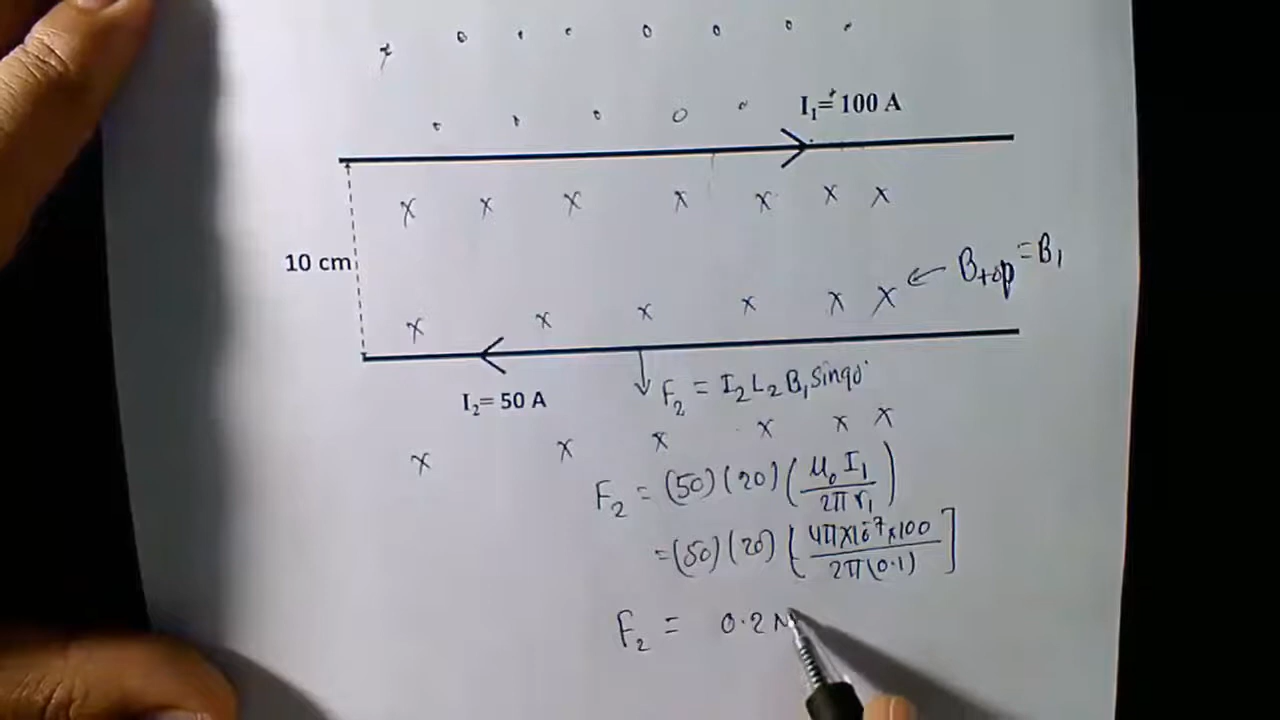 I₁= 100 A
x x x x x x x
10 cm
B_top = B₁
x x x x x x
I₂= 50 A
F₂ = I₂ L₂ B₁ Sin90°
x x x x x x
F₂ = (50)(20)(μ₀ I₁ / 2π r₁)
= (50)(20)[4π×10⁻⁷×100 / 2π(0.1)]
F₂ = 0.2 N